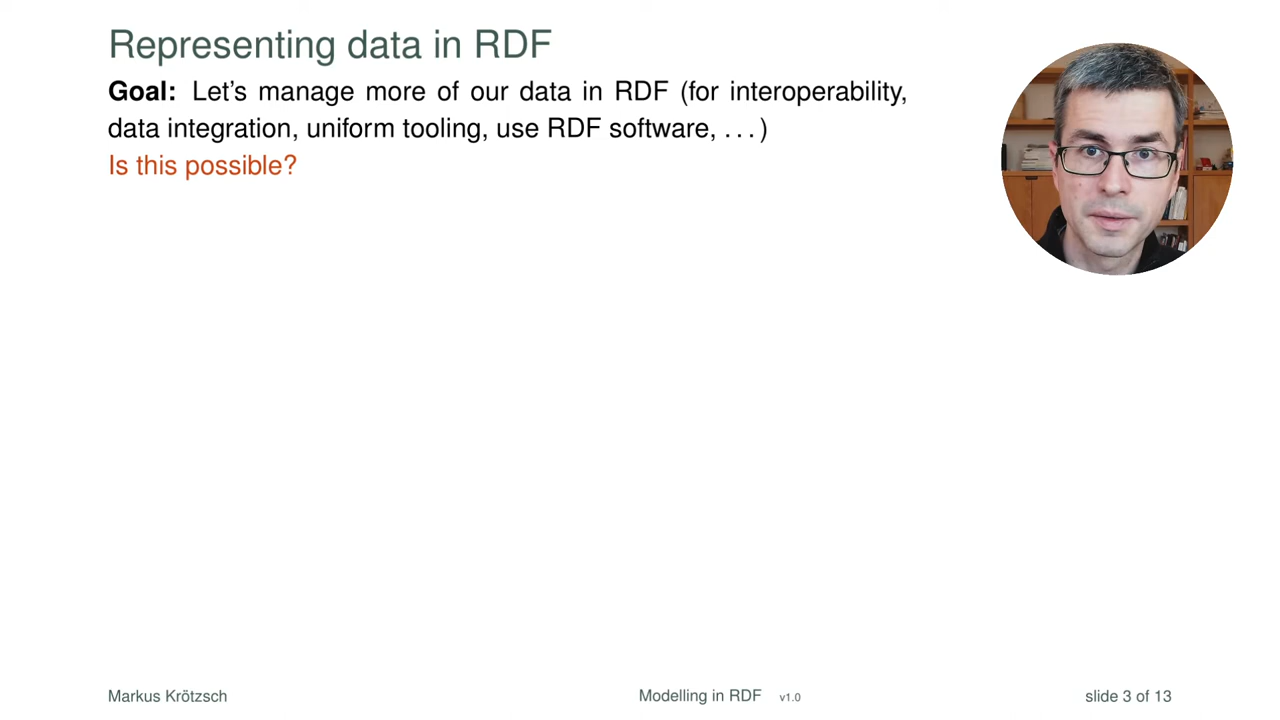 Representing data in RDF
Goal: Let's manage more of our data in RDF (for interoperability,
data integration, uniform tooling, use RDF software, . . . )
Is this possible?
Markus Krötzsch
Modelling in RDF v1.0
slide 3 of 13